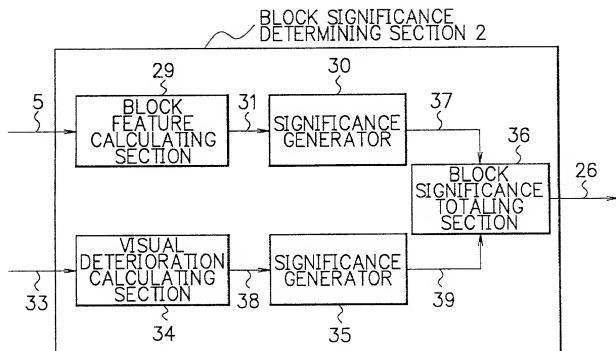 BLOCK SIGNIFICANCE
DETERMINING SECTION 2
29
30
5
BLOCK
FEATURE
CALCULATING
SECTION
31
SIGNIFICANCE
GENERATOR
37
36
BLOCK
SIGNIFICANCE
TOTALING
SECTION
26
33
VISUAL
DETERIORATION
CALCULATING
SECTION
38
SIGNIFICANCE
GENERATOR
39
34
35